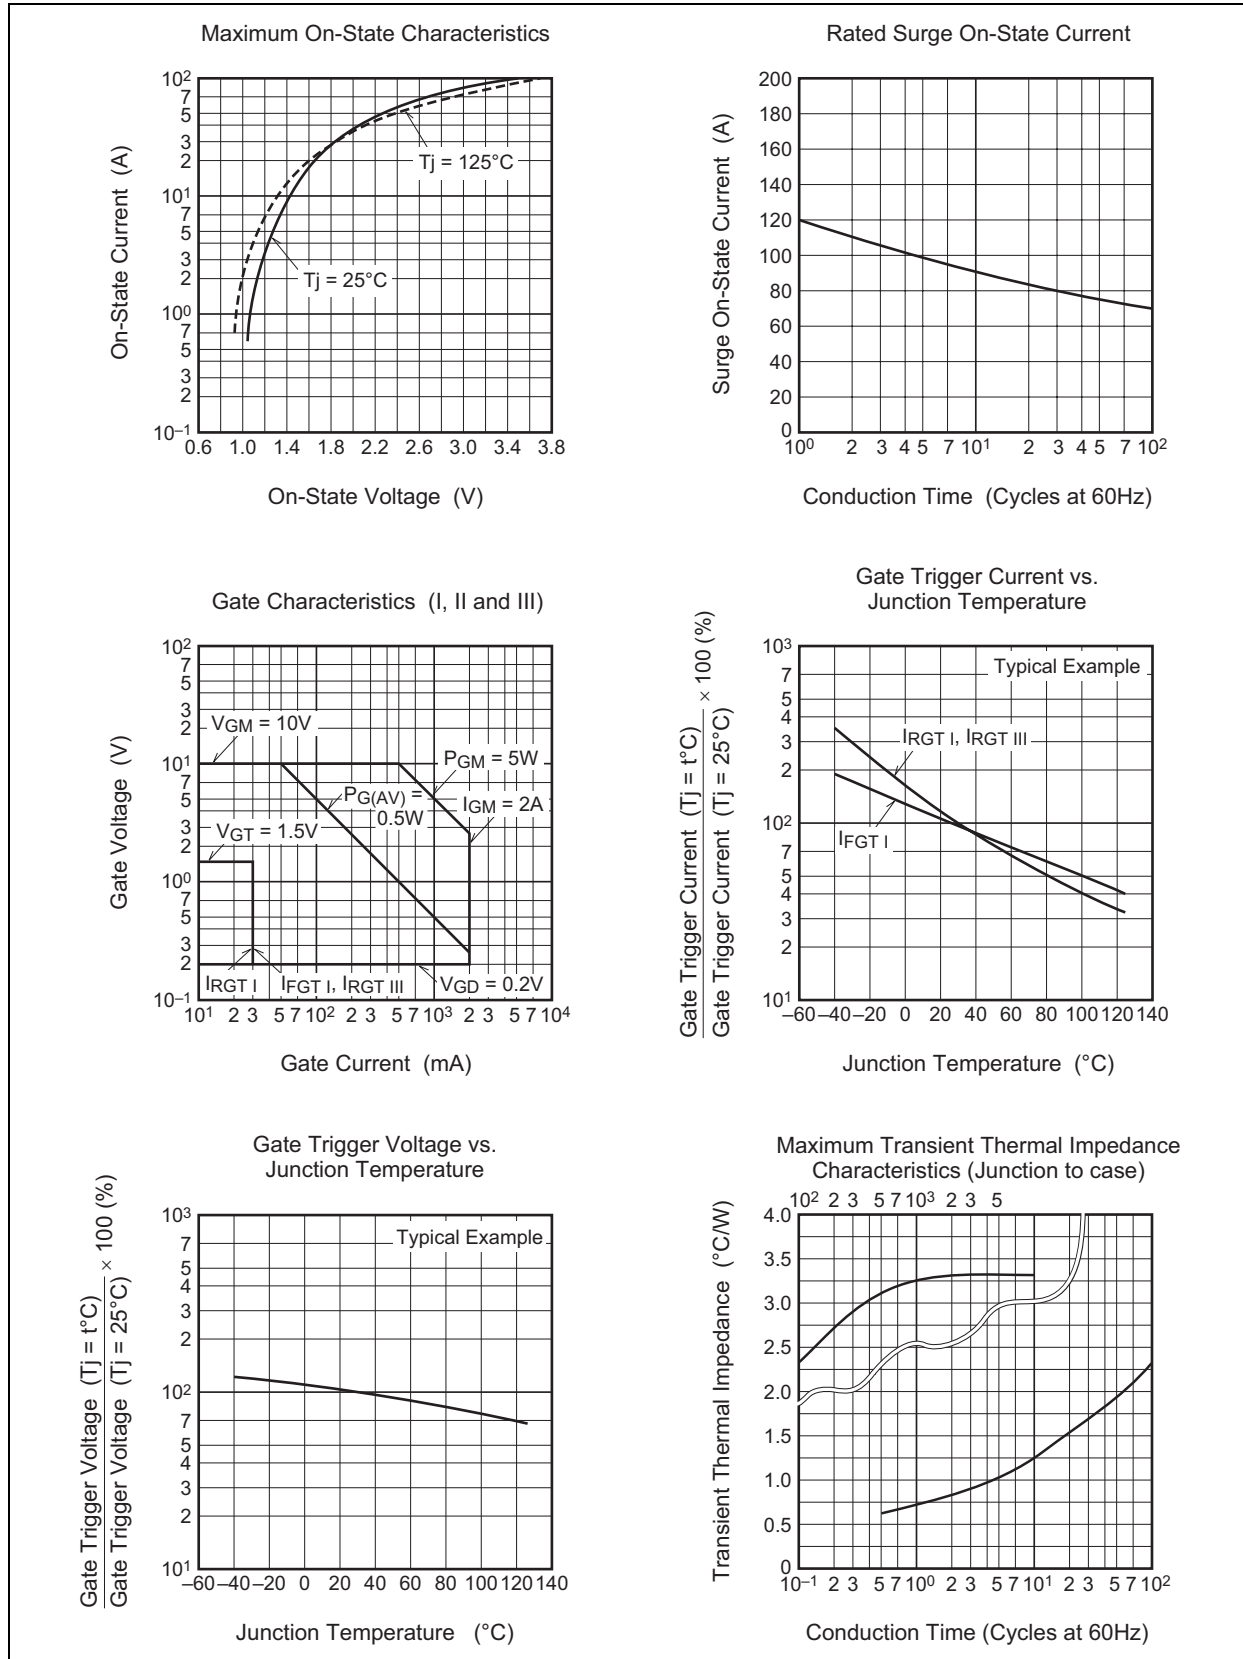 Maximum On-State Characteristics
10² 7 5 3 2 10¹ 7 5 3 2 10⁰ 7 5 3 2 10⁻¹
On-State Current (A)
Tj = 125°C
Tj = 25°C
0.6 1.0 1.4 1.8 2.2 2.6 3.0 3.4 3.8
On-State Voltage (V)
Rated Surge On-State Current
200
180
160
140
120
100
80
60
40
20
0
Surge On-State Current (A)
10⁰ 2 3 4 5 7 10¹ 2 3 4 5 7 10²
Conduction Time (Cycles at 60Hz)
Gate Characteristics (I, II and III)
10² 7 5 3 2 10¹ 7 5 3 2 10⁰ 7 5 3 2 10⁻¹
Gate Voltage (V)
VGM = 10V
PGM = 5W
PG(AV) =
0.5W
IGM = 2A
VGT = 1.5V
IRGT I
IFGT I, IRGT III
VGD = 0.2V
10¹ 2 3 5 7 10² 2 3 5 7 10³ 2 3 5 7 10⁴
Gate Current (mA)
Gate Trigger Current vs.
Junction Temperature
10³ 7 5 4 3 2 10² 7 5 4 3 2 10¹
Gate Trigger Current (Tj = t°C)
Gate Trigger Current (Tj = 25°C)
× 100 (%)
Typical Example
IRGT I, IRGT III
IFGT I
–60 –40 –20 0 20 40 60 80 100 120 140
Junction Temperature (°C)
Gate Trigger Voltage vs.
Junction Temperature
10³ 7 5 4 3 2 10² 7 5 4 3 2 10¹
Gate Trigger Voltage (Tj = t°C)
Gate Trigger Voltage (Tj = 25°C)
× 100 (%)
Typical Example
–60 –40 –20 0 20 40 60 80 100 120 140
Junction Temperature (°C)
Maximum Transient Thermal Impedance
Characteristics (Junction to case)
10² 2 3 5 7 10³ 2 3 5
4.0
3.5
3.0
2.5
2.0
1.5
1.0
0.5
0
Transient Thermal Impedance (°C/W)
10⁻¹ 2 3 5 7 10⁰ 2 3 5 7 10¹ 2 3 5 7 10²
Conduction Time (Cycles at 60Hz)